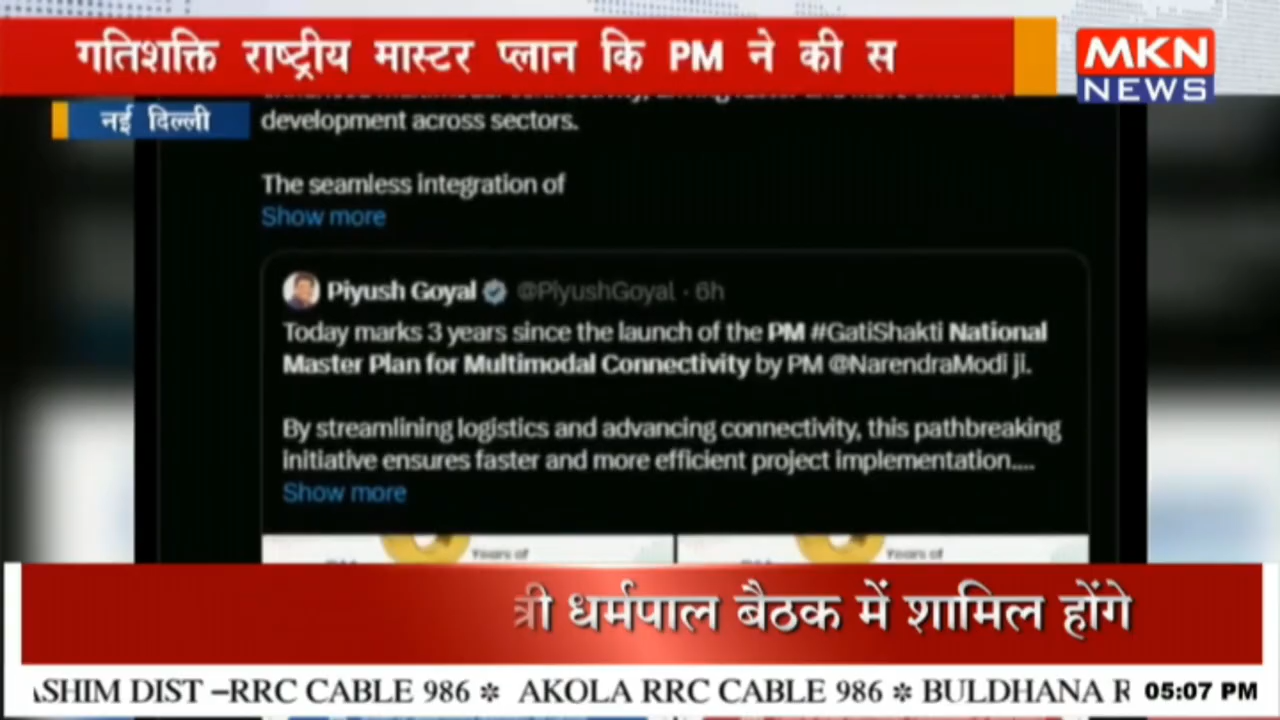 गतिशक्ति राष्ट्रीय मास्टर प्लान कि PM ने की स
MKN
NEWS
नई दिल्ली
development across sectors.
The seamless integration of
Show more
Piyush Goyal @PiyushGoyal · 6h
Today marks 3 years since the launch of the PM #GatiShakti National
Master Plan for Multimodal Connectivity by PM @NarendraModi ji.
By streamlining logistics and advancing connectivity, this pathbreaking
initiative ensures faster and more efficient project implementation....
Show more
Years of
Years of
त्री धर्मपाल बैठक में शामिल होंगे
ASHIM DIST –RRC CABLE 986 ❇ AKOLA RRC CABLE 986 ❇ BULDHANA R
05:07 PM